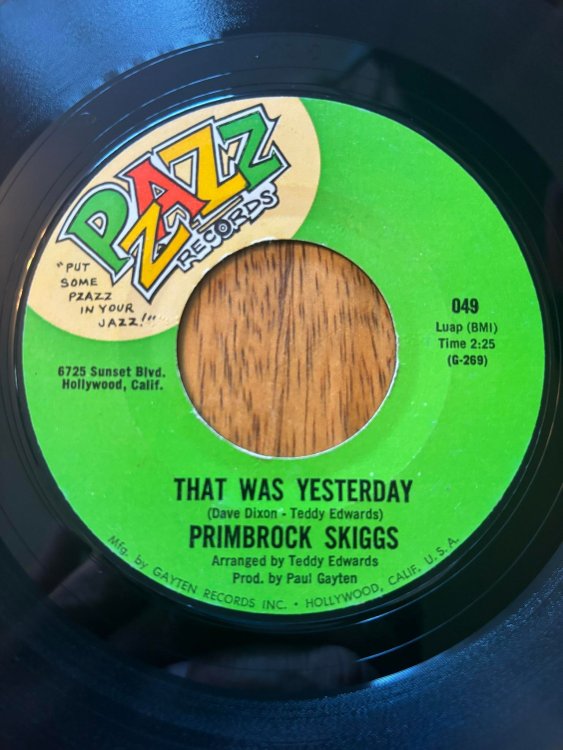 PZAZZ
RECORDS
"PUT
SOME
PZAZZ
IN YOUR
JAZZ!"
6725 Sunset Blvd.
Hollywood, Calif.
049
Luap (BMI)
Time 2:25
(G-269)
THAT WAS YESTERDAY
(Dave Dixon - Teddy Edwards)
PRIMBROCK SKIGGS
Arranged by Teddy Edwards
Prod. by Paul Gayten
Mfg. by GAYTEN RECORDS INC. • HOLLYWOOD, CALIF. U.S.A.